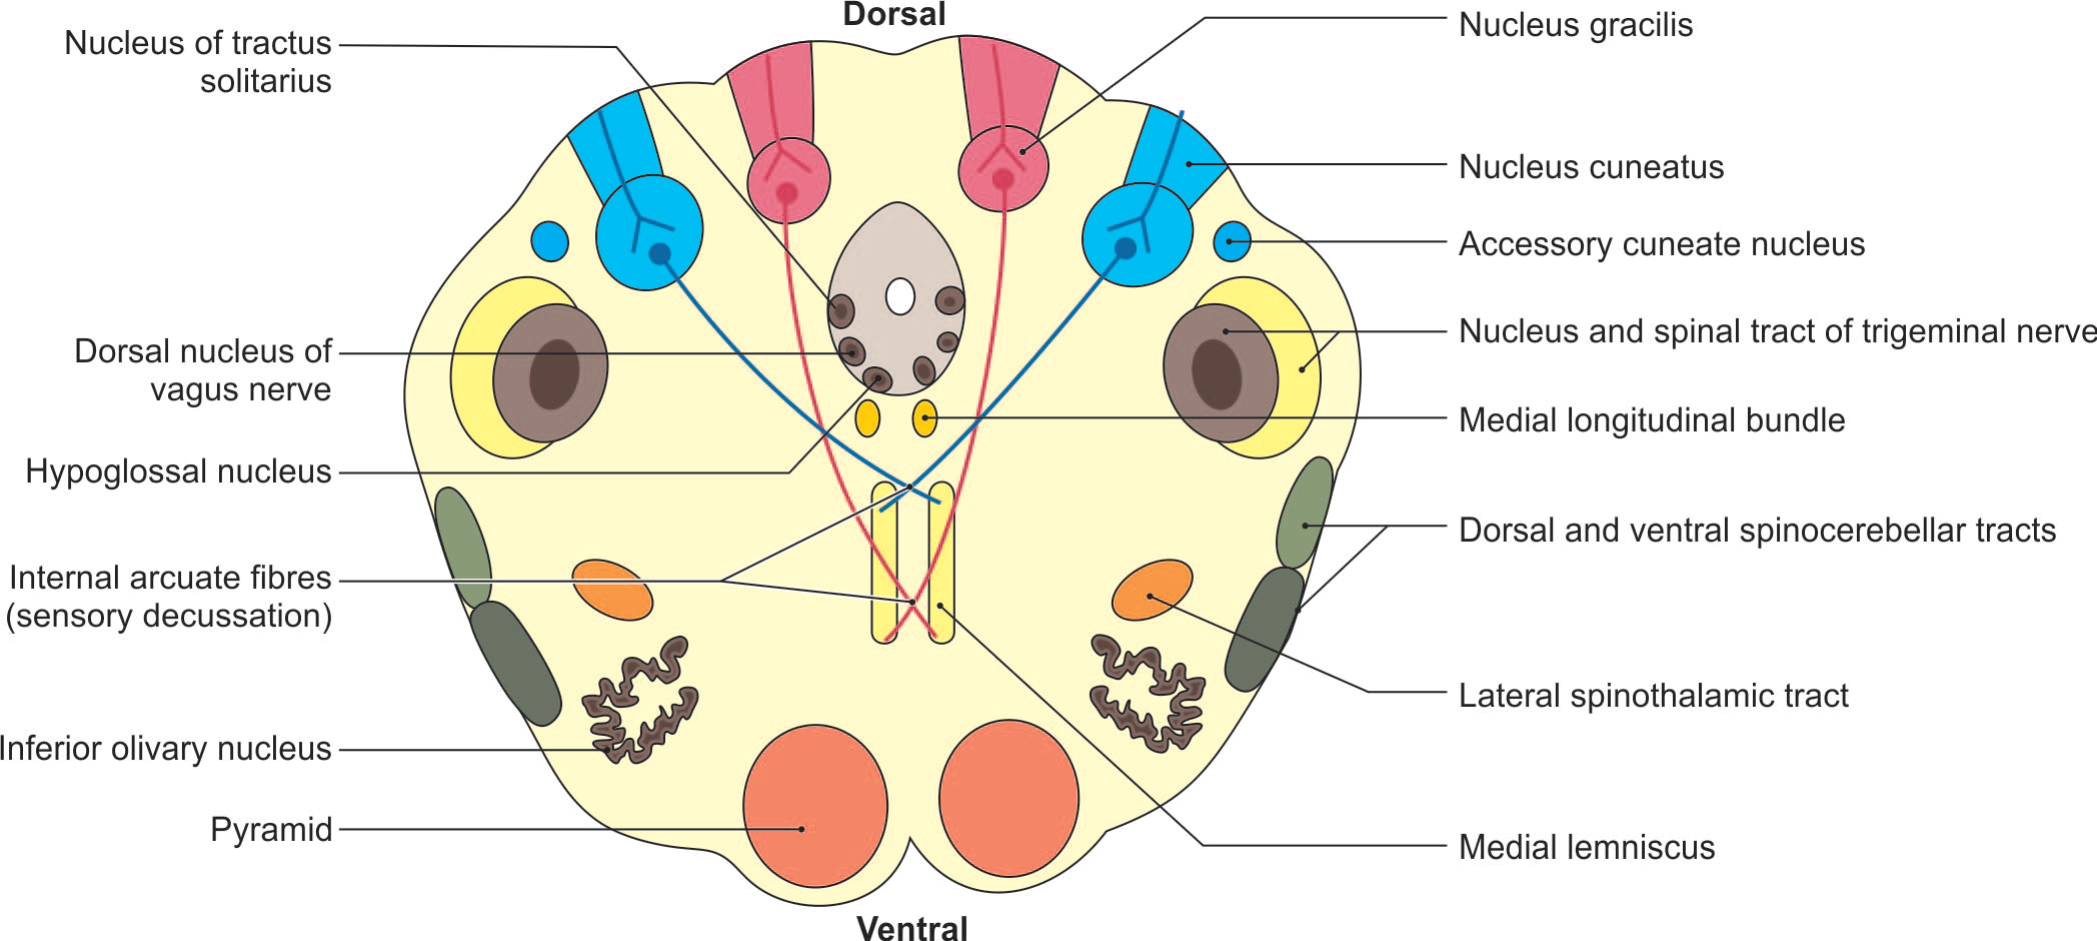 Dorsal
Nucleus of tractus
solitarius
Dorsal nucleus of
vagus nerve
Hypoglossal nucleus
Internal arcuate fibres
(sensory decussation)
Inferior olivary nucleus
Pyramid
Nucleus gracilis
Nucleus cuneatus
Accessory cuneate nucleus
Nucleus and spinal tract of trigeminal nerve
Medial longitudinal bundle
Dorsal and ventral spinocerebellar tracts
Lateral spinothalamic tract
Medial lemniscus
Ventral